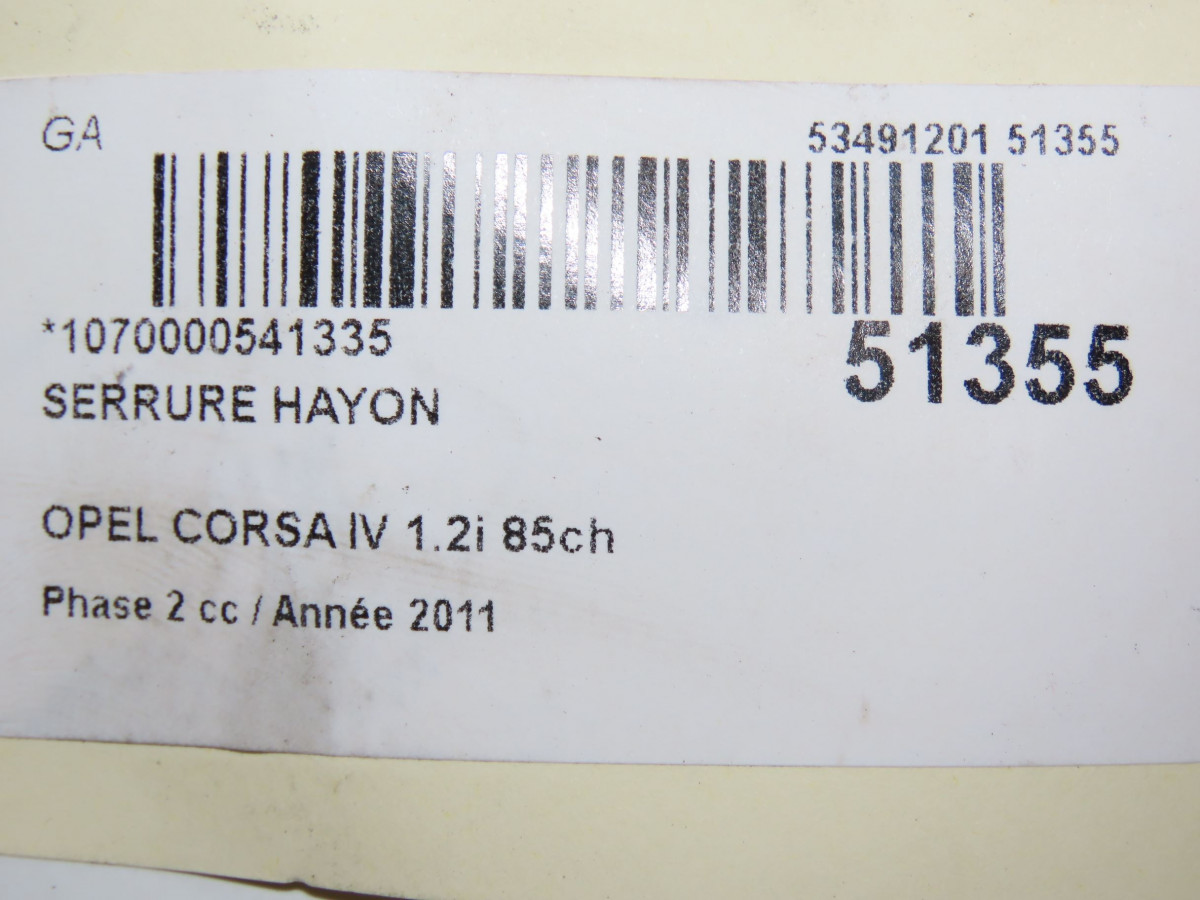 GA 53491201 51355
*1070000541335 51355
SERRURE HAYON
OPEL CORSA IV 1.2i 85ch
Phase 2 cc / Année 2011